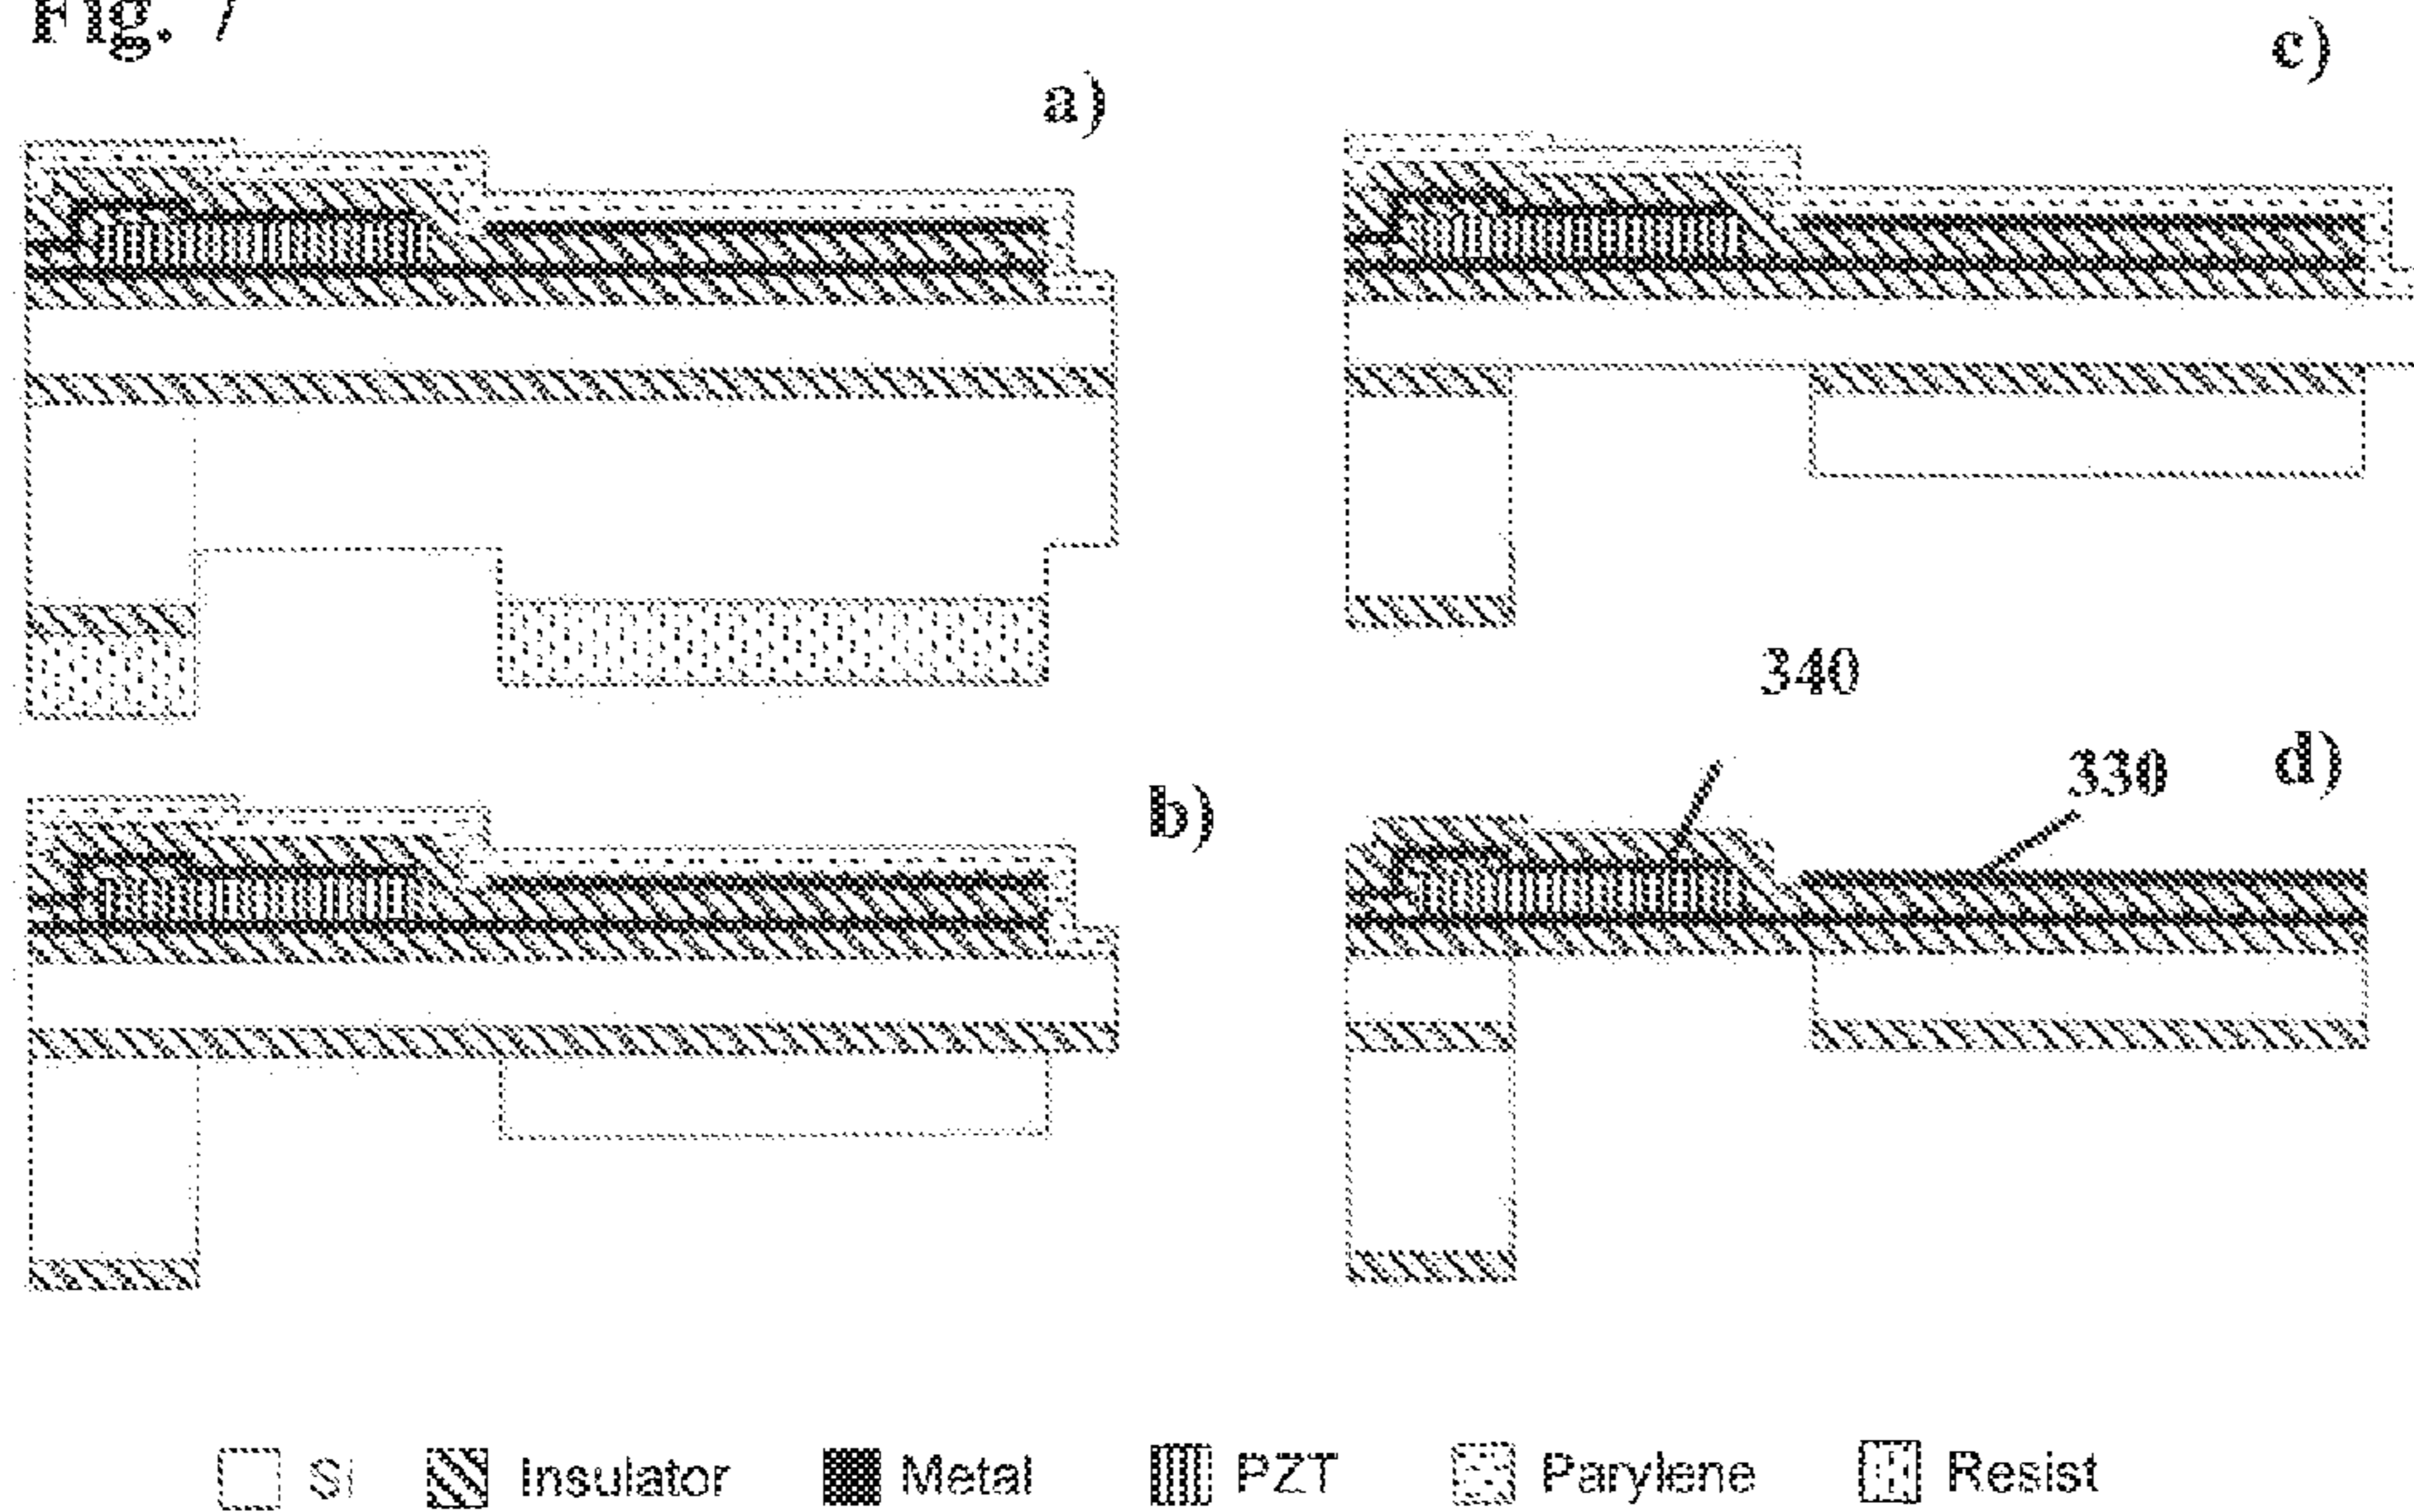 Fig. 7
a)
c)
340
b)
330
d)
Si
Insulator
Metal
PZT
Parylene
Resist